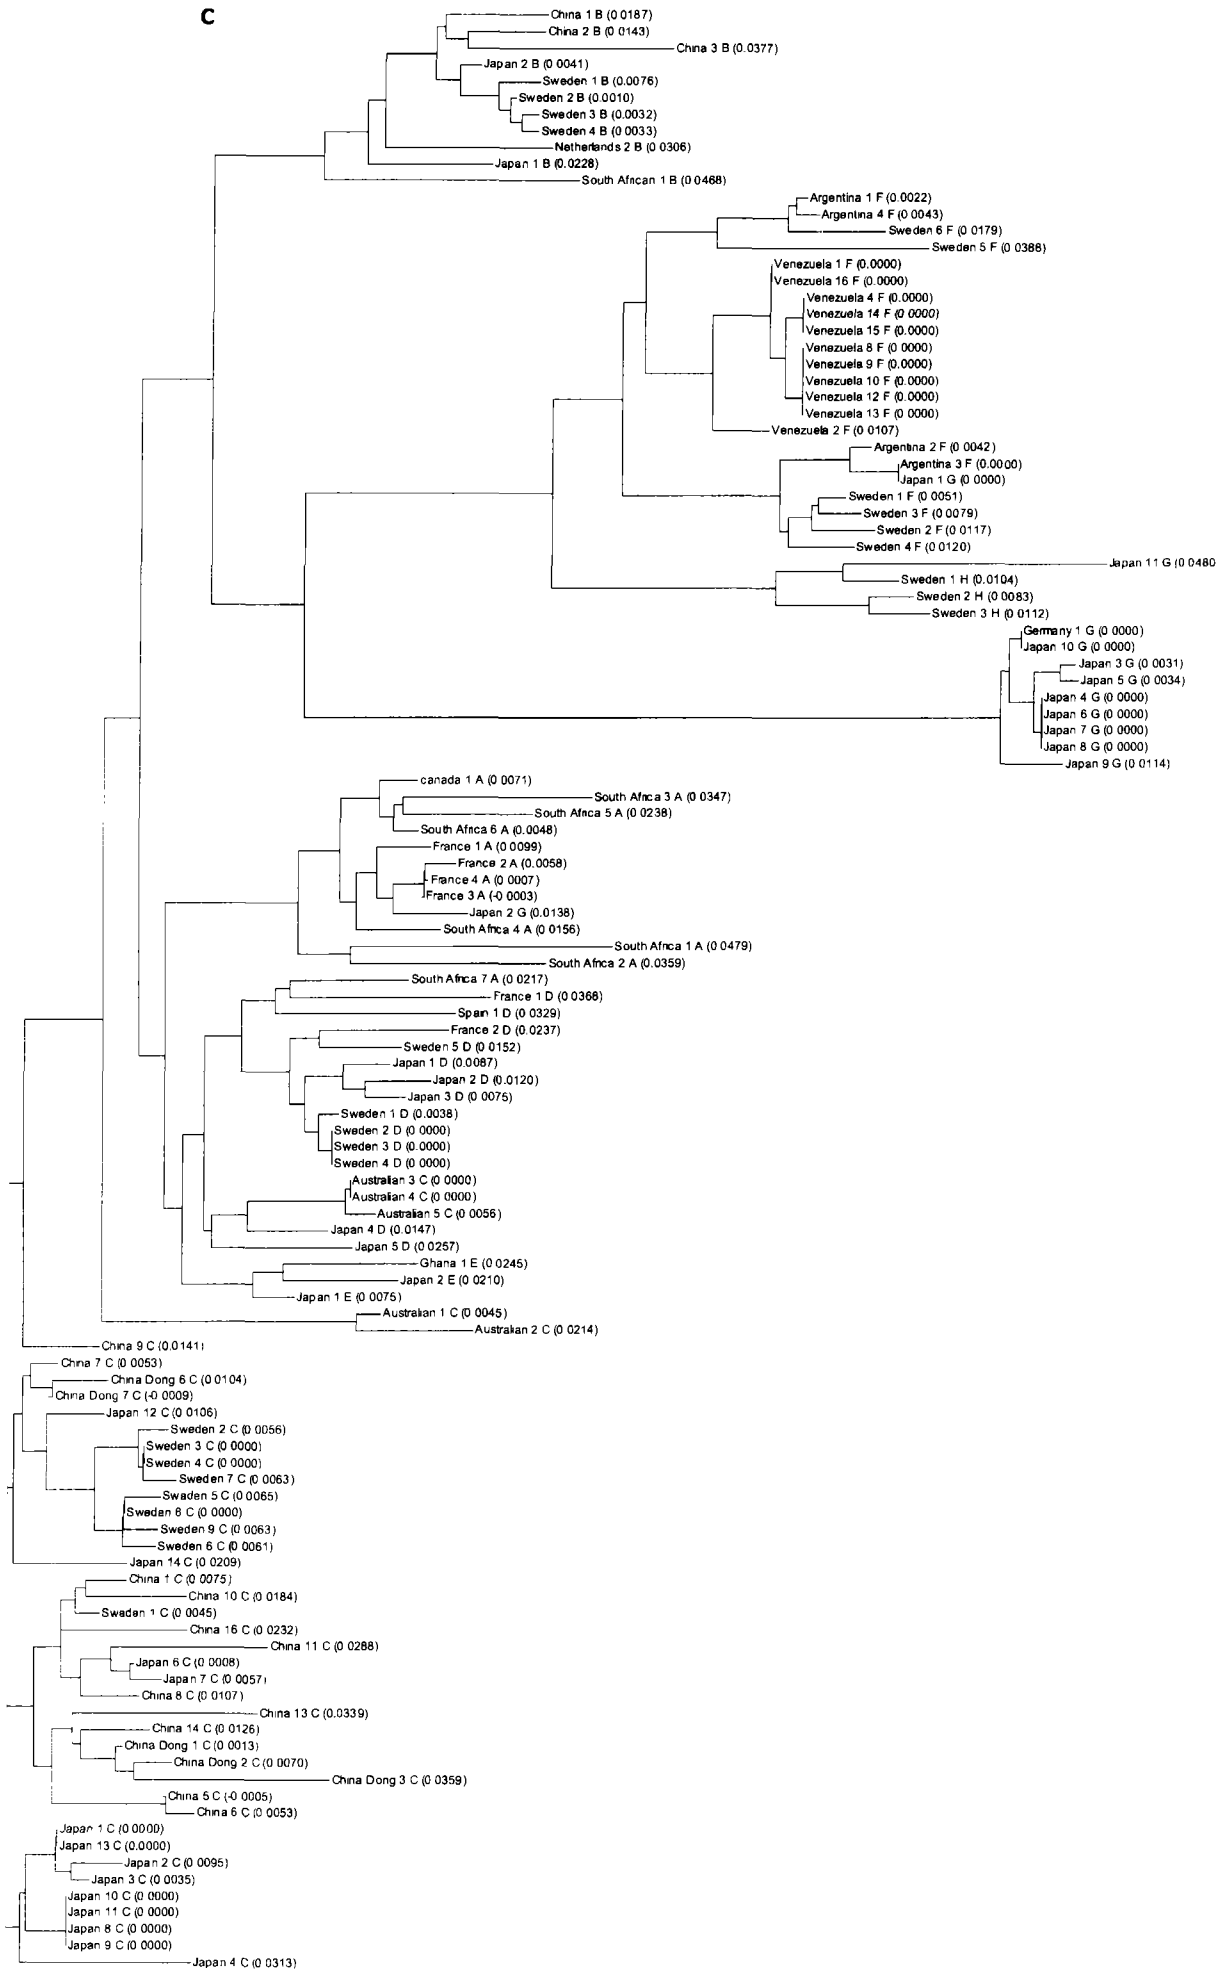 C
China 1 B (0 0187)
China 2 B (0 0143)
China 3 B (0.0377)
Japan 2 B (0.0041)
Sweden 1 B (0.0076)
Sweden 2 B (0.0010)
Sweden 3 B (0.0032)
Sweden 4 B (0 0033)
Netherlands 2 B (0 0306)
Japan 1 B (0.0228)
South African 1 B (0 0468)
Argentina 1 F (0.0022)
Argentina 4 F (0 0043)
Sweden 6 F (0 0179)
Sweden 5 F (0 0388)
Venezuela 1 F (0.0000)
Venezuela 16 F (0.0000)
Venezuela 4 F (0.0000)
Venezuela 14 F (0 0000)
Venezuela 15 F (0.0000)
Venezuela 8 F (0 0000)
Venezuela 9 F (0.0000)
Venezuela 10 F (0.0000)
Venezuela 12 F (0.0000)
Venezuela 13 F (0.0000)
Venezuela 2 F (0 0107)
Argentina 2 F (0 0042)
Argentina 3 F (0.0000)
Japan 1 G (0 0000)
Sweden 1 F (0 0051)
Sweden 3 F (0 0079)
Sweden 2 F (0 0117)
Sweden 4 F (0 0120)
Japan 11 G (0 0480
Sweden 1 H (0.0104)
Sweden 2 H (0 0083)
Sweden 3 H (0 0112)
Germany 1 G (0 0000)
Japan 10 G (0 0000)
Japan 3 G (0 0031)
Japan 5 G (0 0034)
Japan 4 G (0 0000)
Japan 6 G (0 0000)
Japan 7 G (0 0000)
Japan 8 G (0 0000)
Japan 9 G (0 0114)
canada 1 A (0 0071)
South Africa 3 A (0 0347)
South Africa 5 A (0 0238)
South Africa 6 A (0.0048)
France 1 A (0 0099)
France 2 A (0.0058)
France 4 A (0 0007)
France 3 A (-0 0003)
Japan 2 G (0.0138)
South Africa 4 A (0 0156)
South Africa 1 A (0 0479)
South Africa 2 A (0.0359)
South Africa 7 A (0 0217)
France 1 D (0 0368)
Spain 1 D (0 0329)
France 2 D (0.0237)
Sweden 5 D (0 0152)
Japan 1 D (0.0087)
Japan 2 D (0.0120)
Japan 3 D (0 0075)
Sweden 1 D (0.0038)
Sweden 2 D (0 0000)
Sweden 3 D (0.0000)
Sweden 4 D (0 0000)
Australian 3 C (0 0000)
Australian 4 C (0 0000)
Australian 5 C (0 0056)
Japan 4 D (0.0147)
Japan 5 D (0 0257)
Ghana 1 E (0 0245)
Japan 2 E (0 0210)
Japan 1 E (0 0075)
Australian 1 C (0 0045)
Australian 2 C (0 0214)
China 9 C (0.0141)
China 7 C (0 0053)
China Dong 6 C (0 0104)
China Dong 7 C (-0 0009)
Japan 12 C (0 0106)
Sweden 2 C (0 0056)
Sweden 3 C (0 0000)
Sweden 4 C (0 0000)
Sweden 7 C (0 0063)
Sweden 5 C (0 0065)
Sweden 8 C (0 0000)
Sweden 9 C (0 0063)
Sweden 6 C (0 0061)
Japan 14 C (0 0209)
China 1 C (0 0075)
China 10 C (0 0184)
Sweden 1 C (0 0045)
China 16 C (0 0232)
China 11 C (0 0288)
Japan 6 C (0 0008)
Japan 7 C (0 0057)
China 8 C (0 0107)
China 13 C (0.0339)
China 14 C (0 0126)
China Dong 1 C (0 0013)
China Dong 2 C (0 0070)
China Dong 3 C (0 0359)
China 5 C (-0 0005)
China 6 C (0 0053)
Japan 1 C (0 0000)
Japan 13 C (0.0000)
Japan 2 C (0 0095)
Japan 3 C (0 0035)
Japan 10 C (0 0000)
Japan 11 C (0 0000)
Japan 8 C (0 0000)
Japan 9 C (0 0000)
Japan 4 C (0 0313)